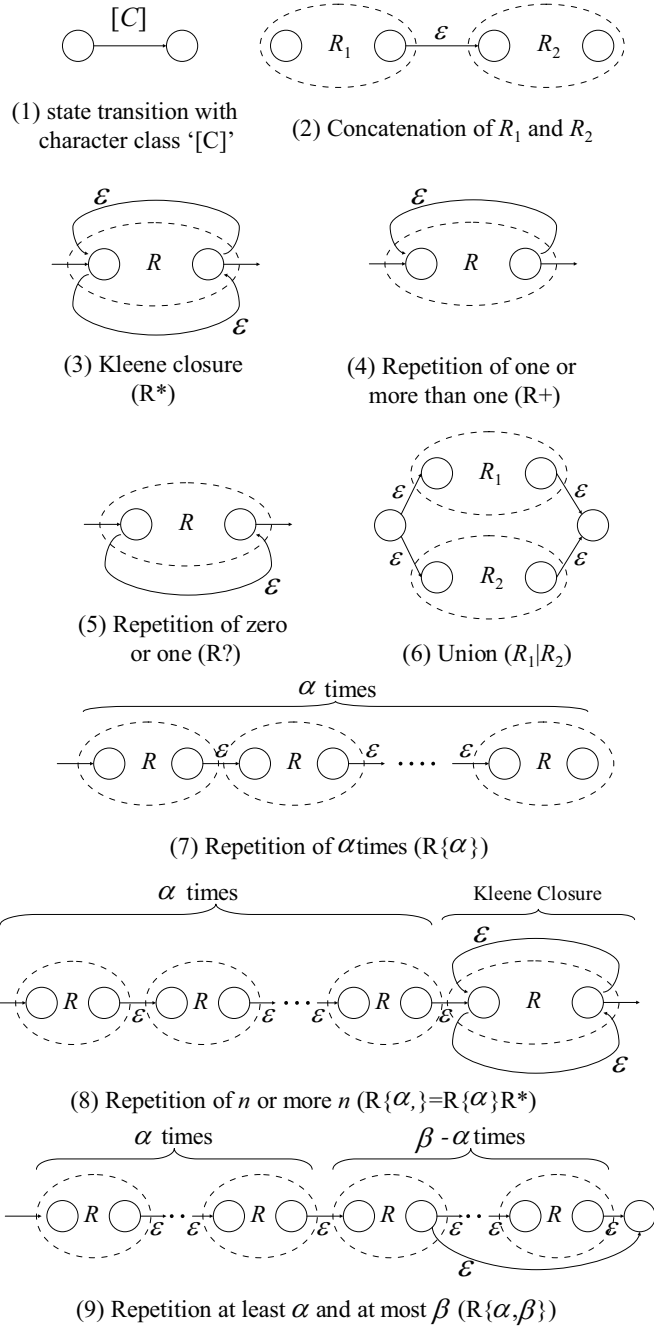 [C]
R1 ε R2
(1) state transition with
character class ‘[C]’
(2) Concatenation of R1 and R2
ε
R
ε
(3) Kleene closure
(R*)
ε
R
(4) Repetition of one or
more than one (R+)
R
ε
(5) Repetition of zero
or one (R?)
R1
ε ε
ε ε
R2
(6) Union (R1|R2)
α times
R ε R ε ···· ε R
(7) Repetition of α times (R{α})
α times
Kleene Closure
ε
R ε R ε ··· ε R ε R
ε
(8) Repetition of n or more n (R{α,}=R{α}R*)
α times
β - α times
R ε ·· ε R ε R ε ·· ε R ε
ε
(9) Repetition at least α and at most β (R{α,β})